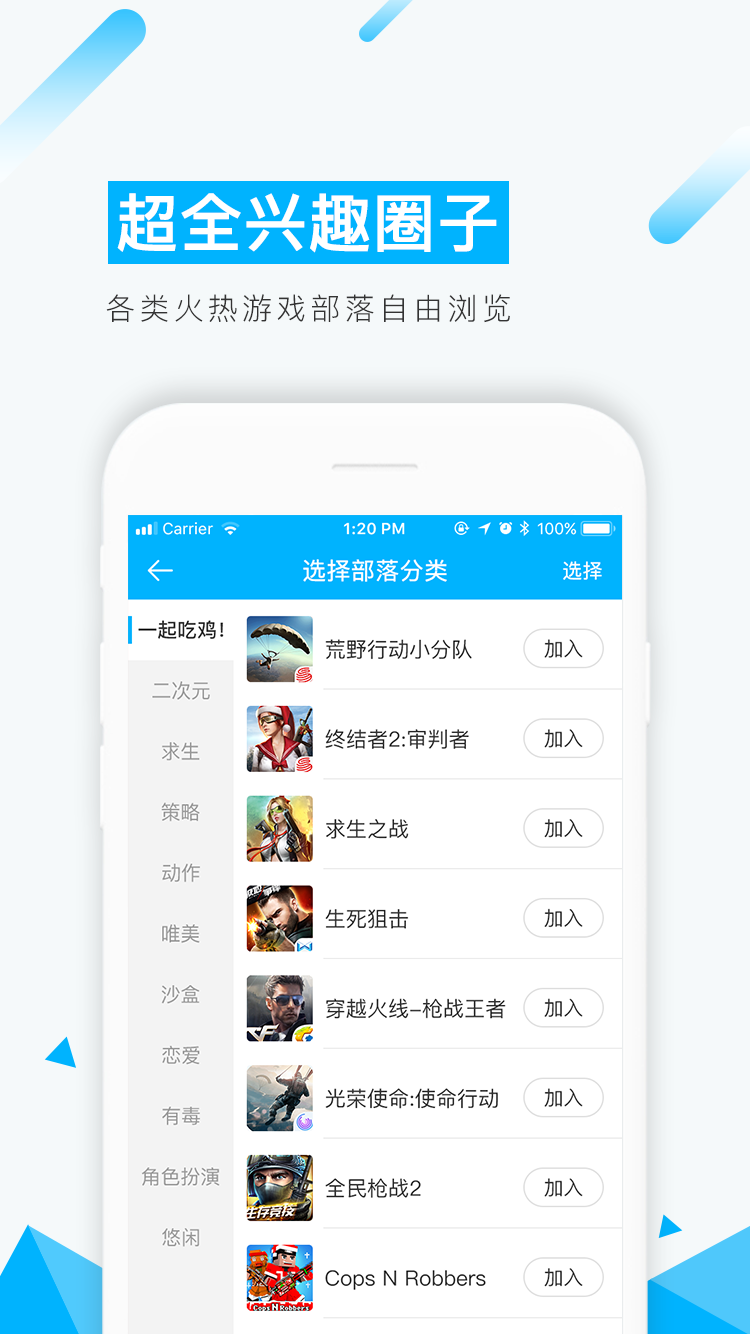 超全兴趣圈子
各类火热游戏部落自由浏览
Carrier 1:20 PM 100%
选择部落分类 选择
一起吃鸡!
二次元
求生
策略
动作
唯美
沙盒
恋爱
有毒
角色扮演
悠闲
荒野行动小分队 加入
终结者2:审判者 加入
求生之战 加入
生死狙击 加入
穿越火线-枪战王者 加入
光荣使命:使命行动 加入
生存竞技
全民枪战2 加入
Cops N Robbers
Cops N Robbers 加入